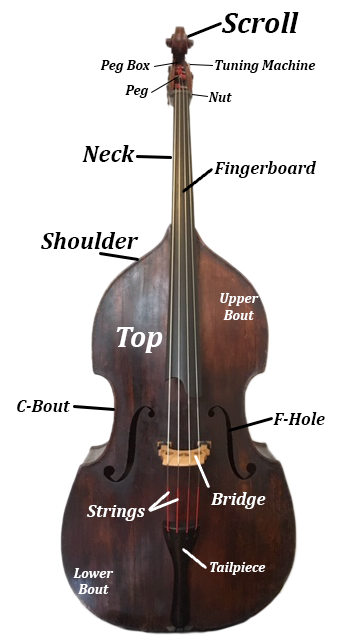 Scroll
Peg Box
Tuning Machine
Peg
Nut
Neck
Fingerboard
Shoulder
Upper
Bout
Top
C-Bout
F-Hole
Bridge
Strings
Tailpiece
Lower
Bout